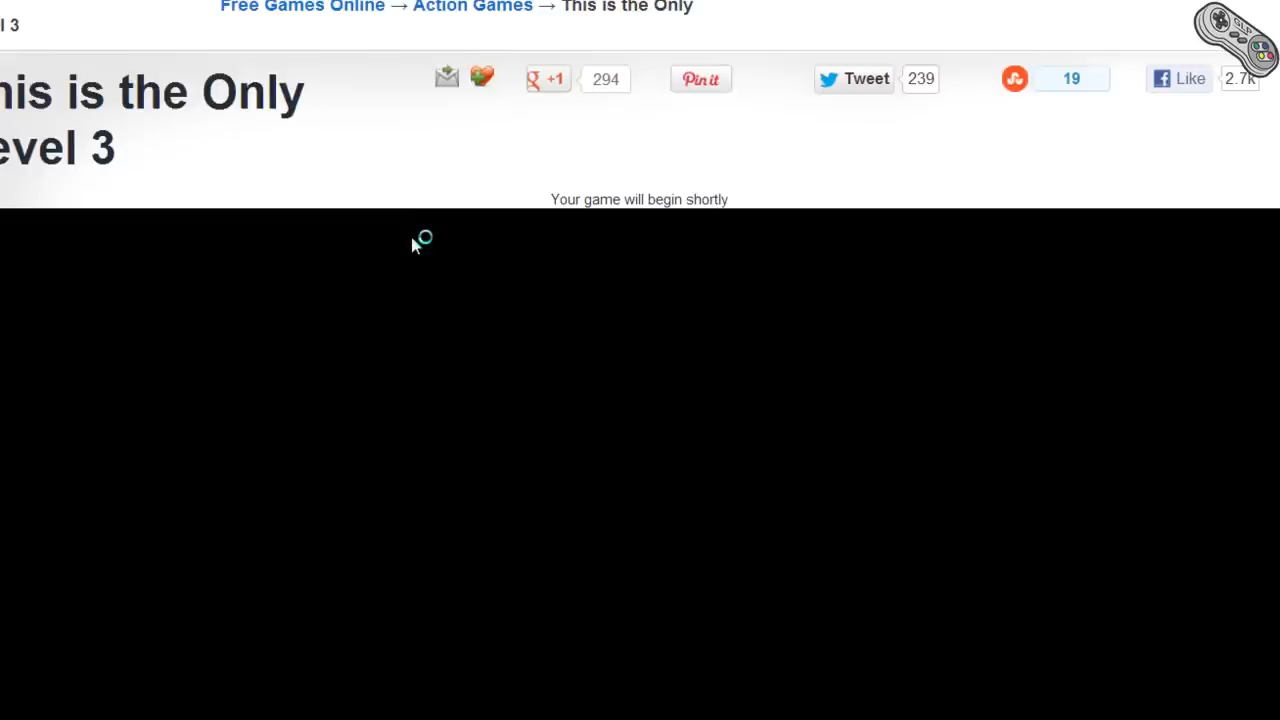 Free Games Online → Action Games → This is the Only
l 3
his is the Only
evel 3
+1 294 Pin it Tweet 239 19 Like 2.7k
Your game will begin shortly
GLP